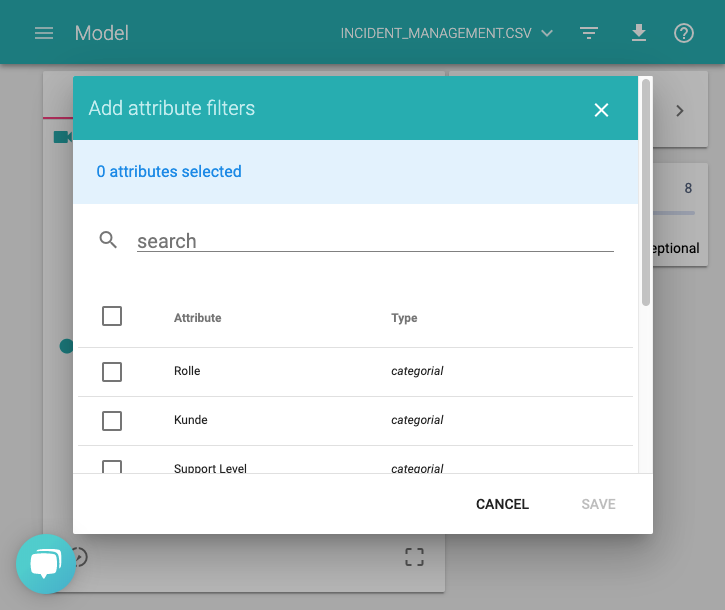 Model
INCIDENT_MANAGEMENT.CSV
Add attribute filters
0 attributes selected
8
search
eptional
Attribute Type
Rolle categorial
Kunde categorial
Support Level categorial
CANCEL SAVE